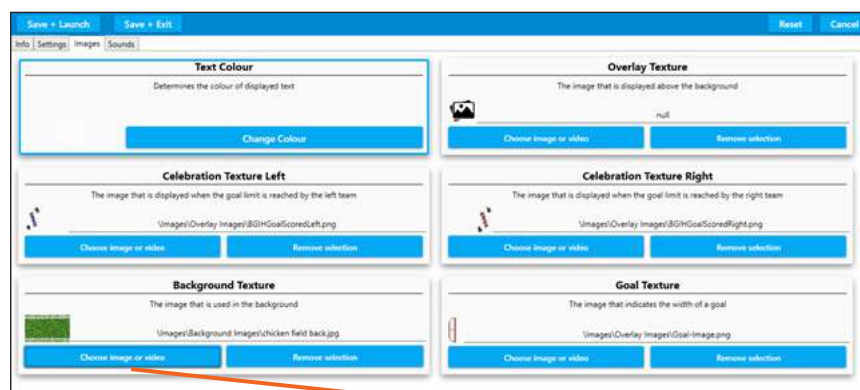 Save + Launch Save + Exit Reset Cancel
Info Settings Images Sounds
Text Colour
Determines the colour of displayed text
Change Colour
Overlay Texture
The image that is displayed above the background
null
Choose image or video Remove selection
Celebration Texture Left
The image that is displayed when the goal limit is reached by the left team
\Images\Overlay Images\BGIHGoalScoredLeft.png
Choose image or video Remove selection
Celebration Texture Right
The image that is displayed when the goal limit is reached by the right team
\Images\Overlay Images\BGIHGoalScoredRight.png
Choose image or video Remove selection
Background Texture
The image that is used in the background
\Images\Background Images\chicken field back.jpg
Choose image or video Remove selection
Goal Texture
The image that indicates the width of a goal
\Images\Overlay Images\Goal-Image.png
Choose image or video Remove selection